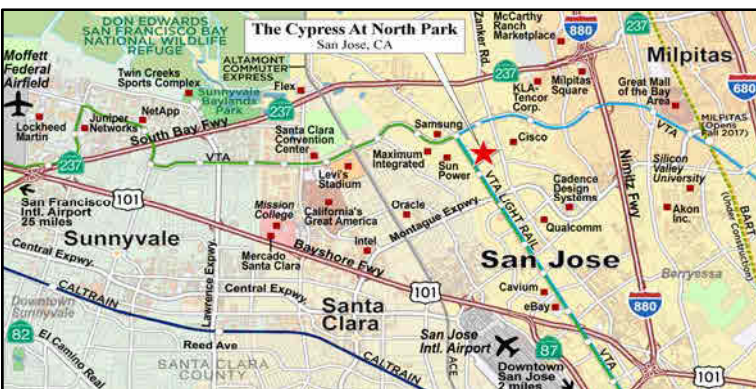 DON EDWARDS
SAN FRANCISCO BAY
NATIONAL WILDLIFE
REFUGE
The Cypress At North Park
San Jose, CA
Zanker Rd.
McCarthy
Ranch
Marketplace
880
237
Milpitas
Moffett
Federal
Airfield
ALTAMONT
COMMUTER
EXPRESS
Twin Creeks
Sports Complex
Sunnyvale
Baylands
Park
Flex
237
237
KLA-
Tencor
Corp.
Milpitas
Square
Great Mall
of the Bay
Area
680
Lockheed
Martin
Juniper
Networks
NetApp
South Bay Fwy
Santa Clara
Convention
Center
Samsung
Cisco
VTA
MILPITAS
(Opens
Fall 2017)
237
VTA
Maximum
Integrated
Sun
Power
Levi's
Stadium
VTA LIGHT RAIL
Cadence
Design
Systems
Nimitz Fwy
Silicon
Valley
University
San Francisco
Intl. Airport
25 miles
101
Mission
College
California's
Great America
Oracle
Montague Expwy.
Qualcomm
Akon
Inc.
BART
(Under Construction)
Sunnyvale
Central Expwy.
Lawrence Expwy.
Mercado
Santa Clara
Intel
Bayshore Fwy
San Jose
Berryessa
Downtown
Sunnyvale
CALTRAIN
Central Expwy.
Santa
Clara
101
Cavium
eBay
880
82
El Camino Real
Reed Ave
SANTA CLARA
COUNTY
CALTRAIN
ACE
San Jose
Intl. Airport
87
Downtown
San Jose
2 miles
101